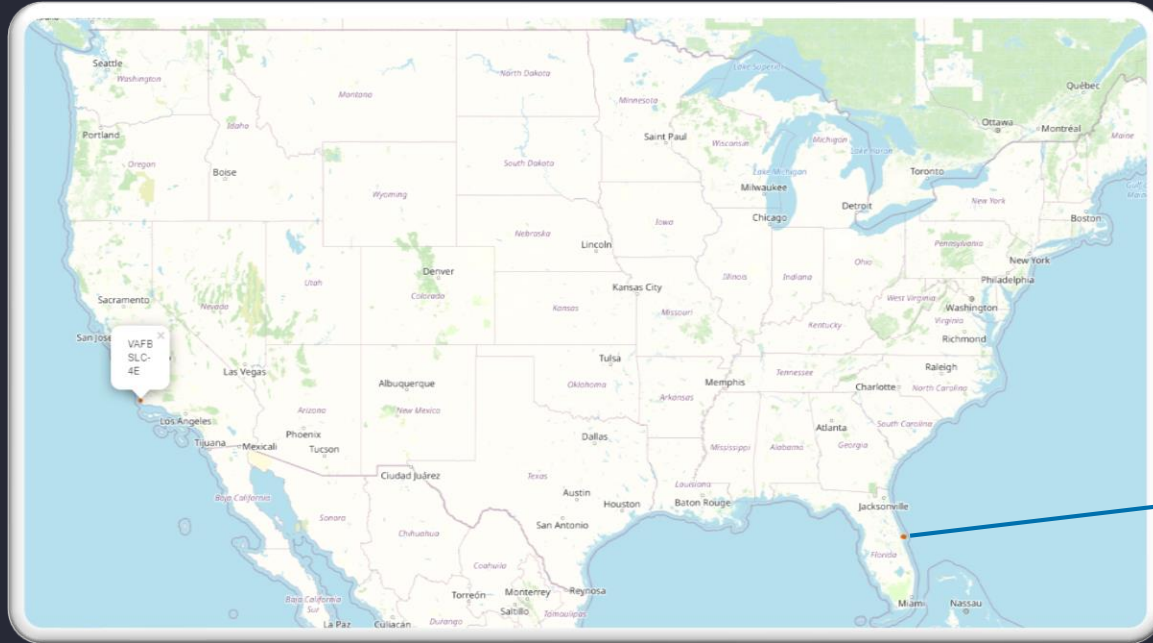 Seattle
Washington
Montana
North Dakota
Lake Superior
Québec
Minnesota
Ottawa
Montréal
Maine
Portland
Idaho
Saint Paul
Wisconsin
Michigan
Lake Huron
Oregon
Boise
South Dakota
Lake Michigan
Toronto
Wyoming
Milwaukee
Detroit
New York
Chicago
Boston
Iowa
Nebraska
Lincoln
Pennsylvania
New York
Ohio
Denver
Utah
Colorado
Illinois
Indiana
Philadelphia
Sacramento
Nevada
Kansas City
Kansas
Missouri
West Virginia
Washington
Virginia
Kentucky
Richmond
San Jose
VAFB
SLC-
4E
×
Las Vegas
Tulsa
Raleigh
Albuquerque
Oklahoma
Memphis
Tennessee
Charlotte
North Carolina
Arkansas
Arizona
New Mexico
Los Angeles
South Carolina
Atlanta
Phoenix
Tijuana
Mexicali
Tucson
Dallas
Mississippi
Alabama
Georgia
Ciudad Juárez
Texas
Louisiana
Baja California
Austin
Houston
Baton Rouge
Jacksonville
Sonora
San Antonio
Chihuahua
Florida
Coahuila
Baja California
Sur
Torreón
Monterrey
Reynosa
Miami
Nassau
Saltillo
Tamaulipas
La Paz
Culiacán
Durango